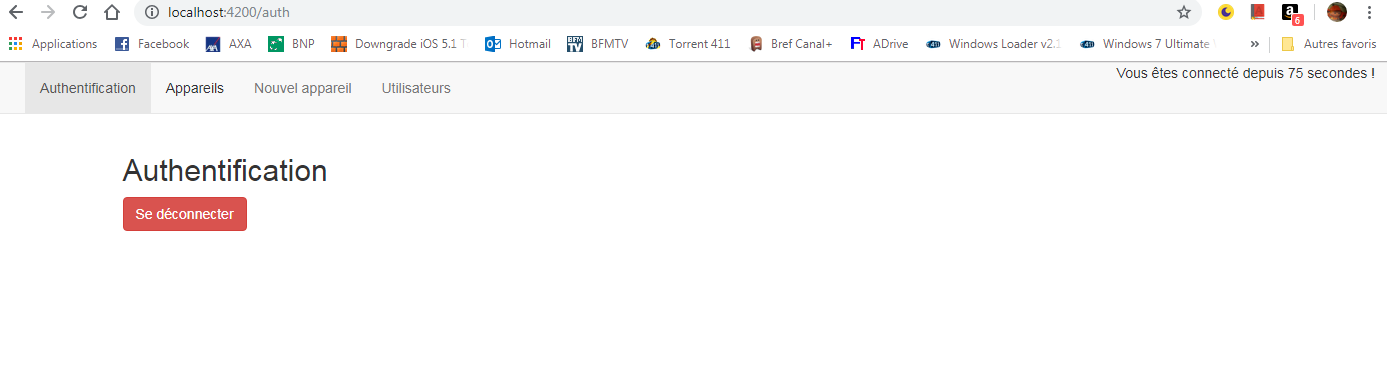 localhost:4200/auth
6
Applications Facebook AXA BNP Downgrade iOS 5.1 Hotmail BFMTV Torrent 411 Bref Canal+ ADrive Windows Loader v2.1 Windows 7 Ultimate » Autres favoris
Vous êtes connecté depuis 75 secondes !
Authentification Appareils Nouvel appareil Utilisateurs
Authentification
Se déconnecter